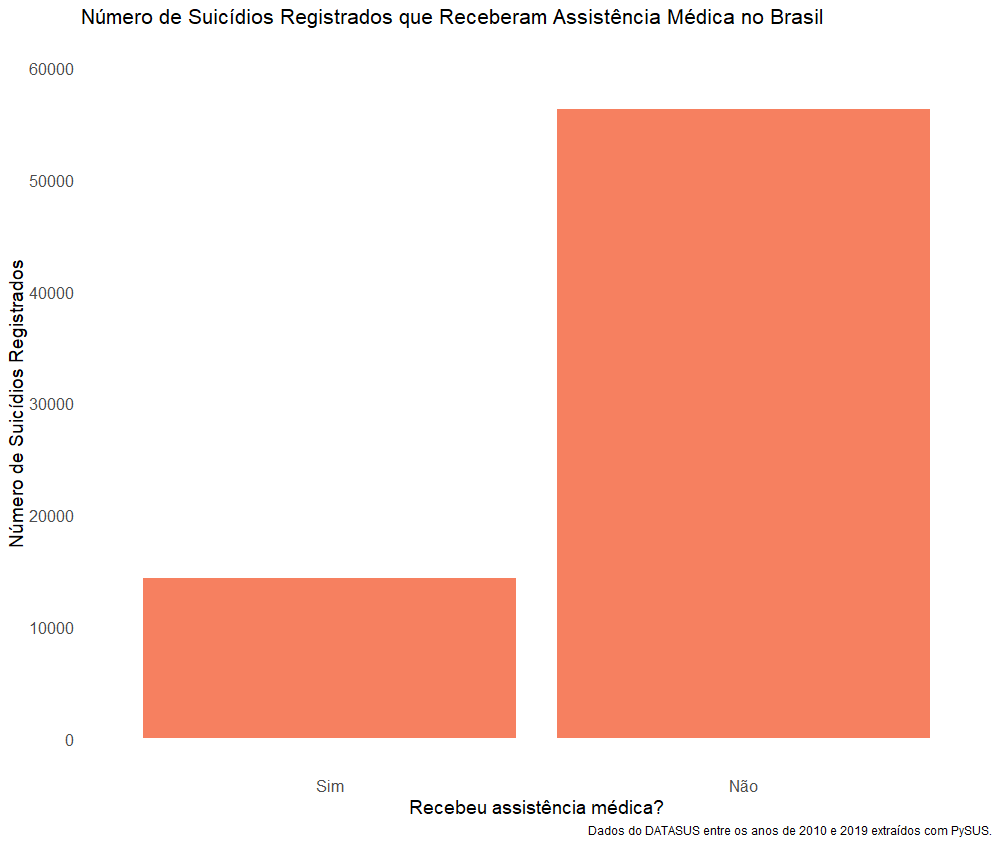 Número de Suicídios Registrados que Receberam Assistência Médica no Brasil
Número de Suicídios Registrados
60000
50000
40000
30000
20000
10000
0
Sim
Não
Recebeu assistência médica?
Dados do DATASUS entre os anos de 2010 e 2019 extraídos com PySUS.